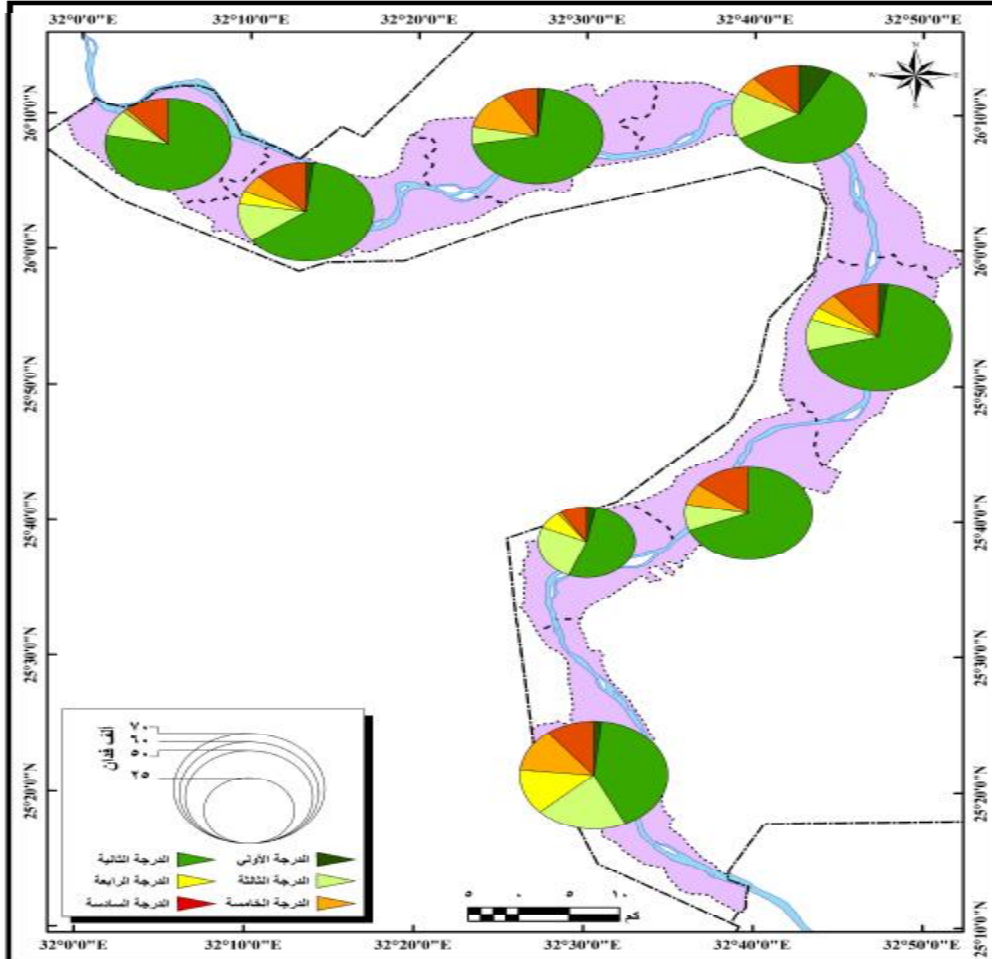 32°0'0"E 32°10'0"E 32°20'0"E 32°30'0"E 32°40'0"E 32°50'0"E
N
W E
S
26°10'0"N 26°10'0"N
26°0'0"N 26°0'0"N
25°50'0"N 25°50'0"N
25°40'0"N 25°40'0"N
25°30'0"N 25°30'0"N
25°20'0"N 25°20'0"N
25°10'0"N
ألف فدان
٧٠
٦٠
٥٠
٢٥
الدرجة الأولي الدرجة الثانية
الدرجة الثالثة الدرجة الرابعة
الدرجة الخامسة الدرجة السادسة
٥ ٠ ٥ ١٠
كم
32°0'0"E 32°10'0"E 32°20'0"E 32°30'0"E 32°40'0"E 32°50'0"E